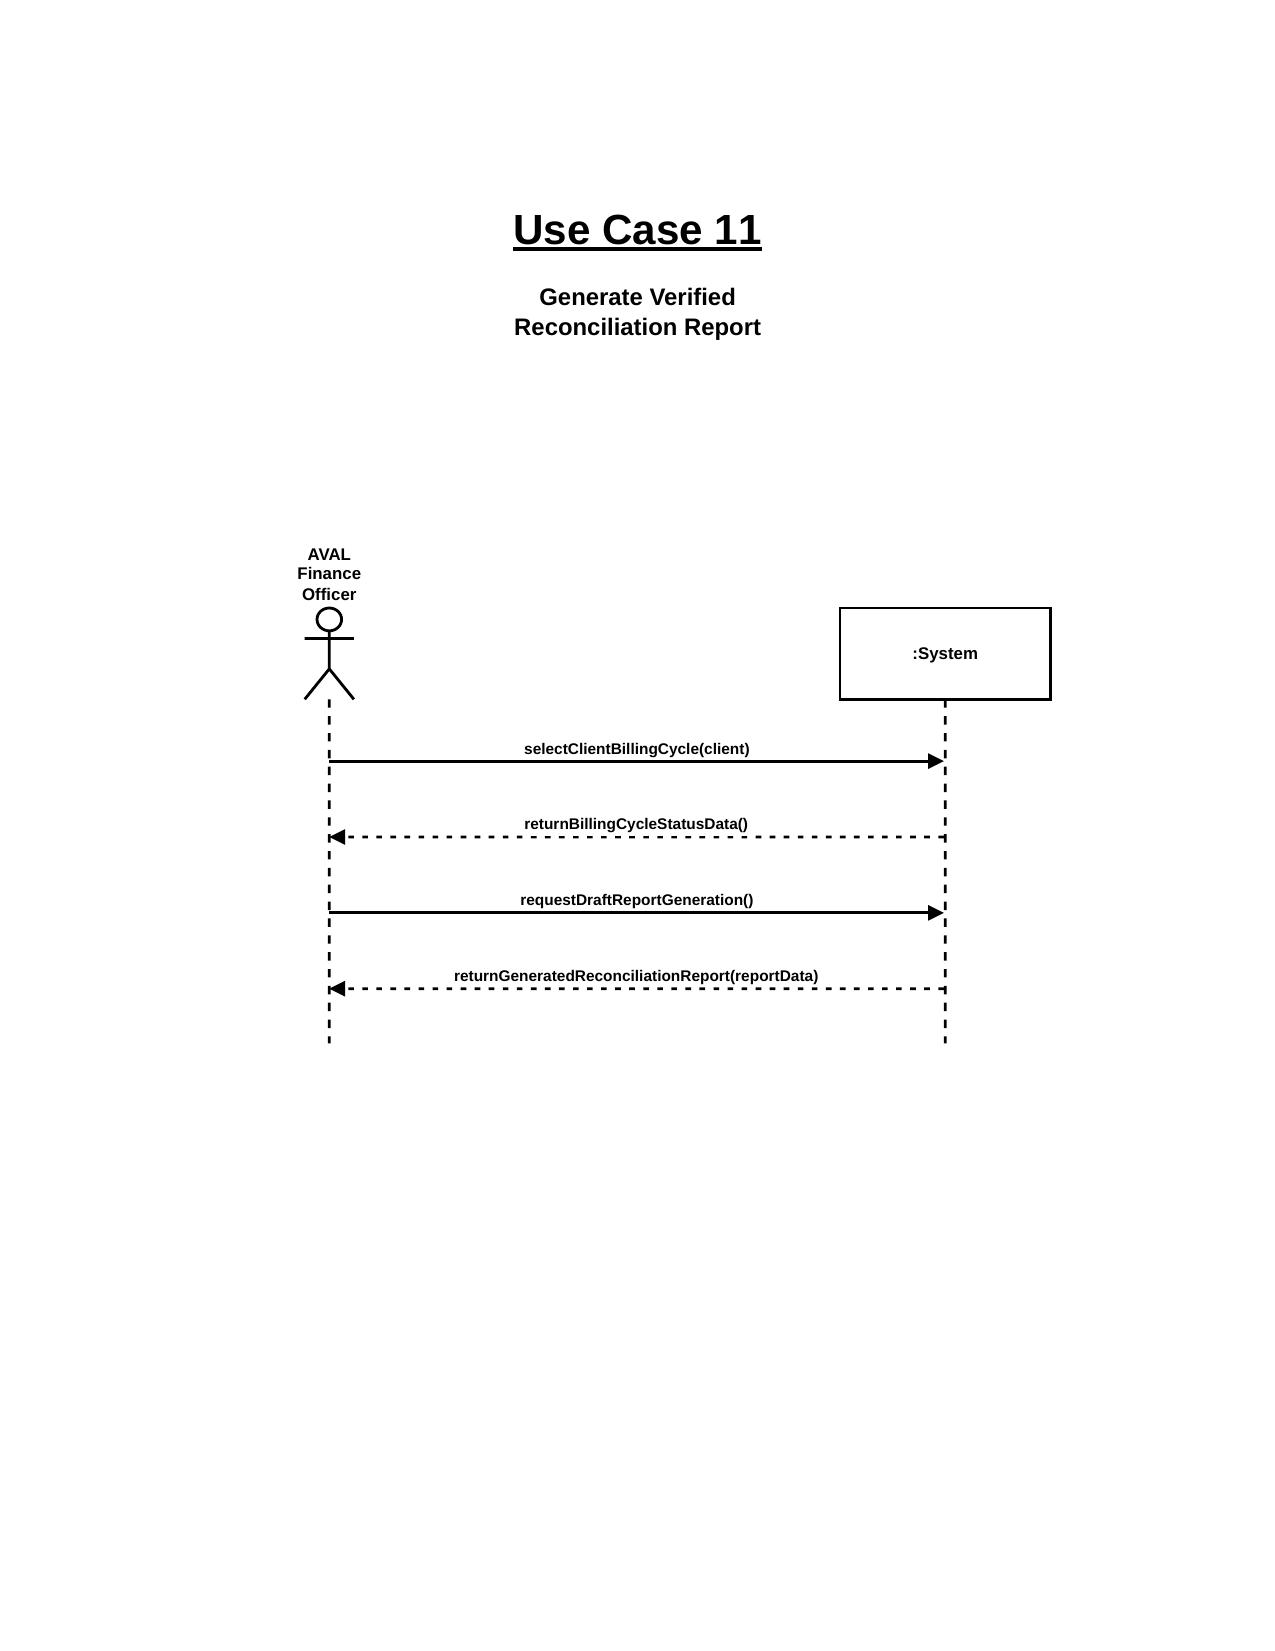 Use Case 11
Generate Verified
Reconciliation Report
AVAL
Finance
Officer
:System
selectClientBillingCycle(client)
returnBillingCycleStatusData()
requestDraftReportGeneration()
returnGeneratedReconciliationReport(reportData)